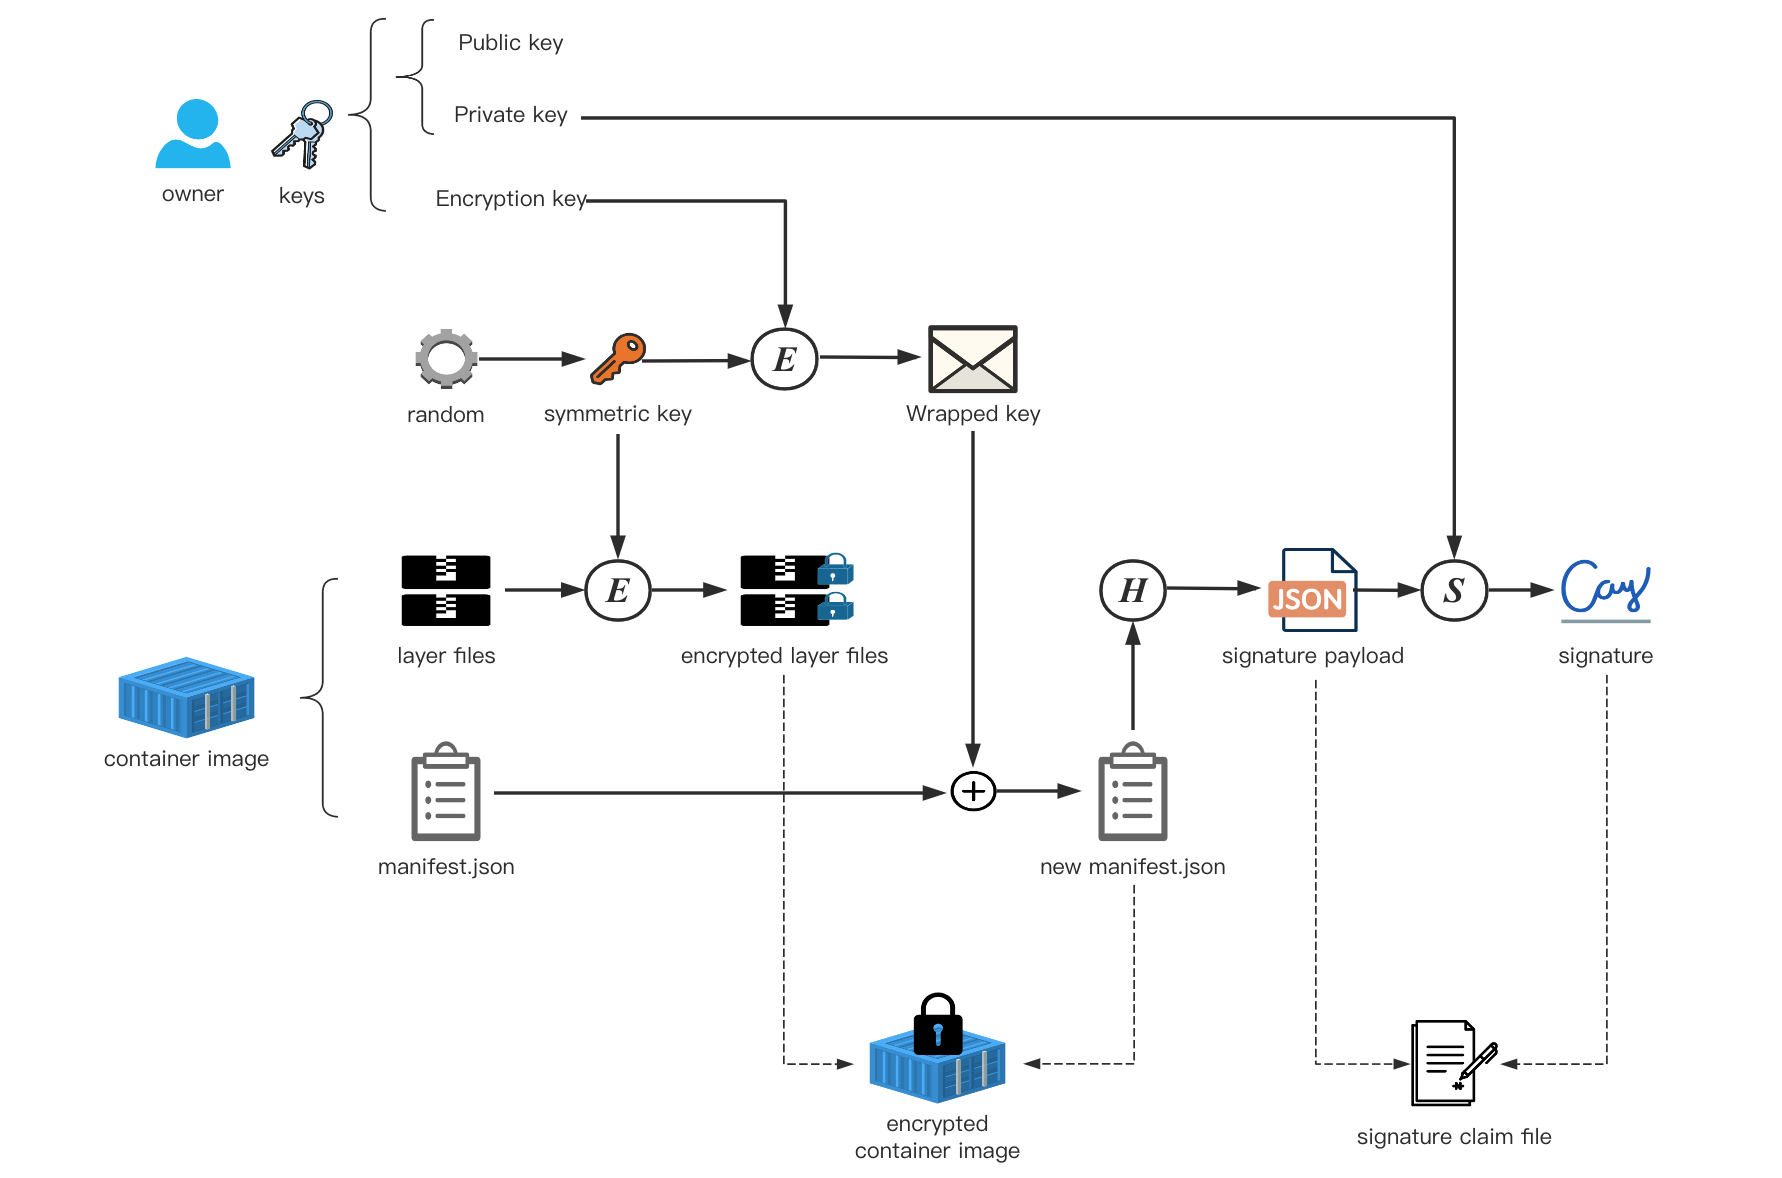 Public key
Private key
owner
keys
Encryption key
E
random
symmetric key
Wrapped key
E
H
JSON
S
Cay
layer files
encrypted layer files
signature payload
signature
container image
manifest.json
new manifest.json
encrypted
container image
signature claim file